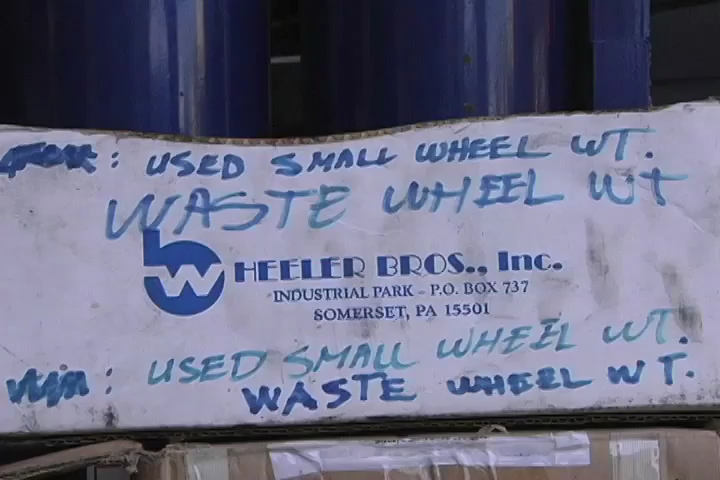 : USED SMALL WHEEL WT.
WASTE WHEEL WT
WHEELER BROS., Inc.
INDUSTRIAL PARK - P.O. BOX 737
SOMERSET, PA 15501
: USED SMALL WHEEL WT.
WASTE WHEEL WT.